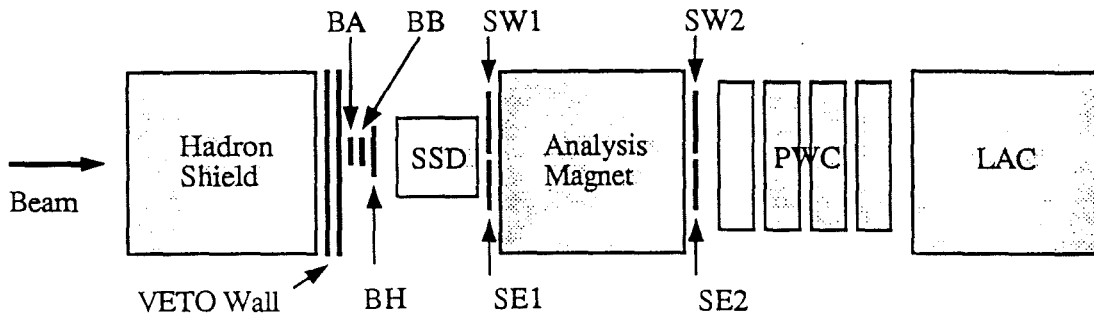 BA BB SW1 SW2
Hadron
Shield
SSD
Analysis
Magnet
PWC
LAC
Beam
VETO Wall
BH
SE1
SE2